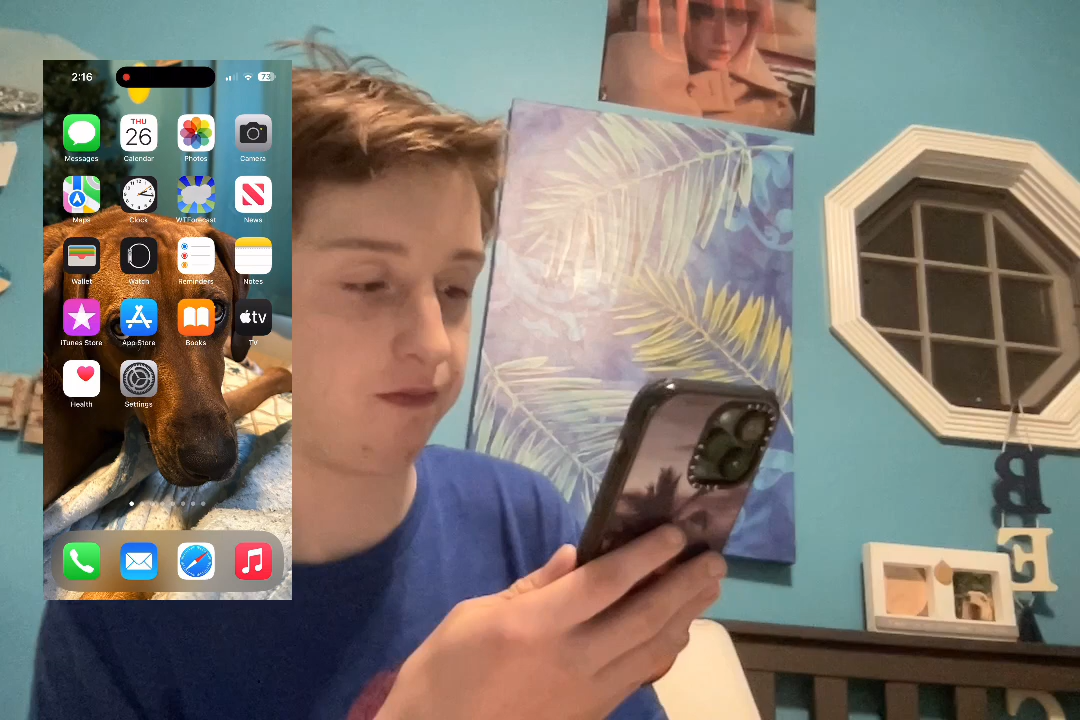 2:16
73
THU
26
Messages
Calendar
Photos
Camera
Maps
Clock
WTForecast
News
Wallet
Watch
Reminders
Notes
iTunes Store
App Store
Books
tv
TV
Health
Settings
B
E